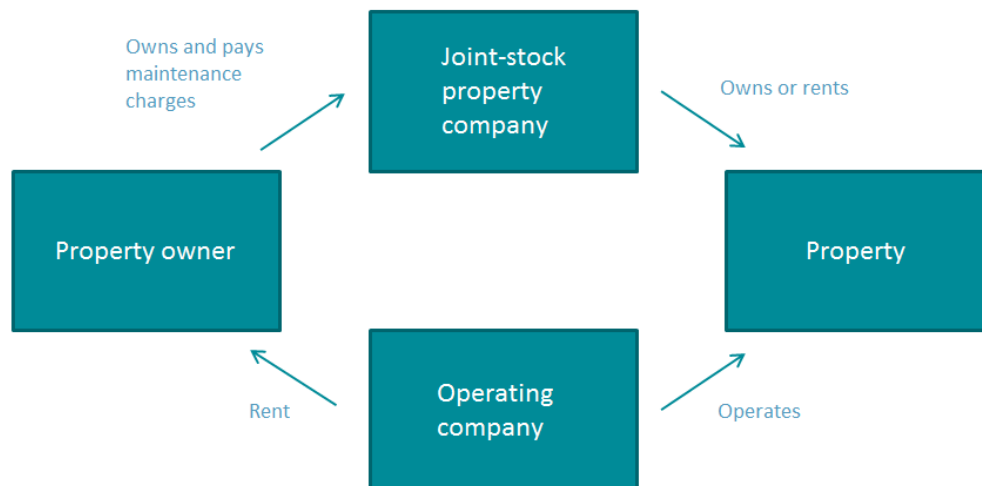 Owns and pays
maintenance
charges
Joint-stock
property
company
Owns or rents
Property owner
Property
Rent
Operating
company
Operates